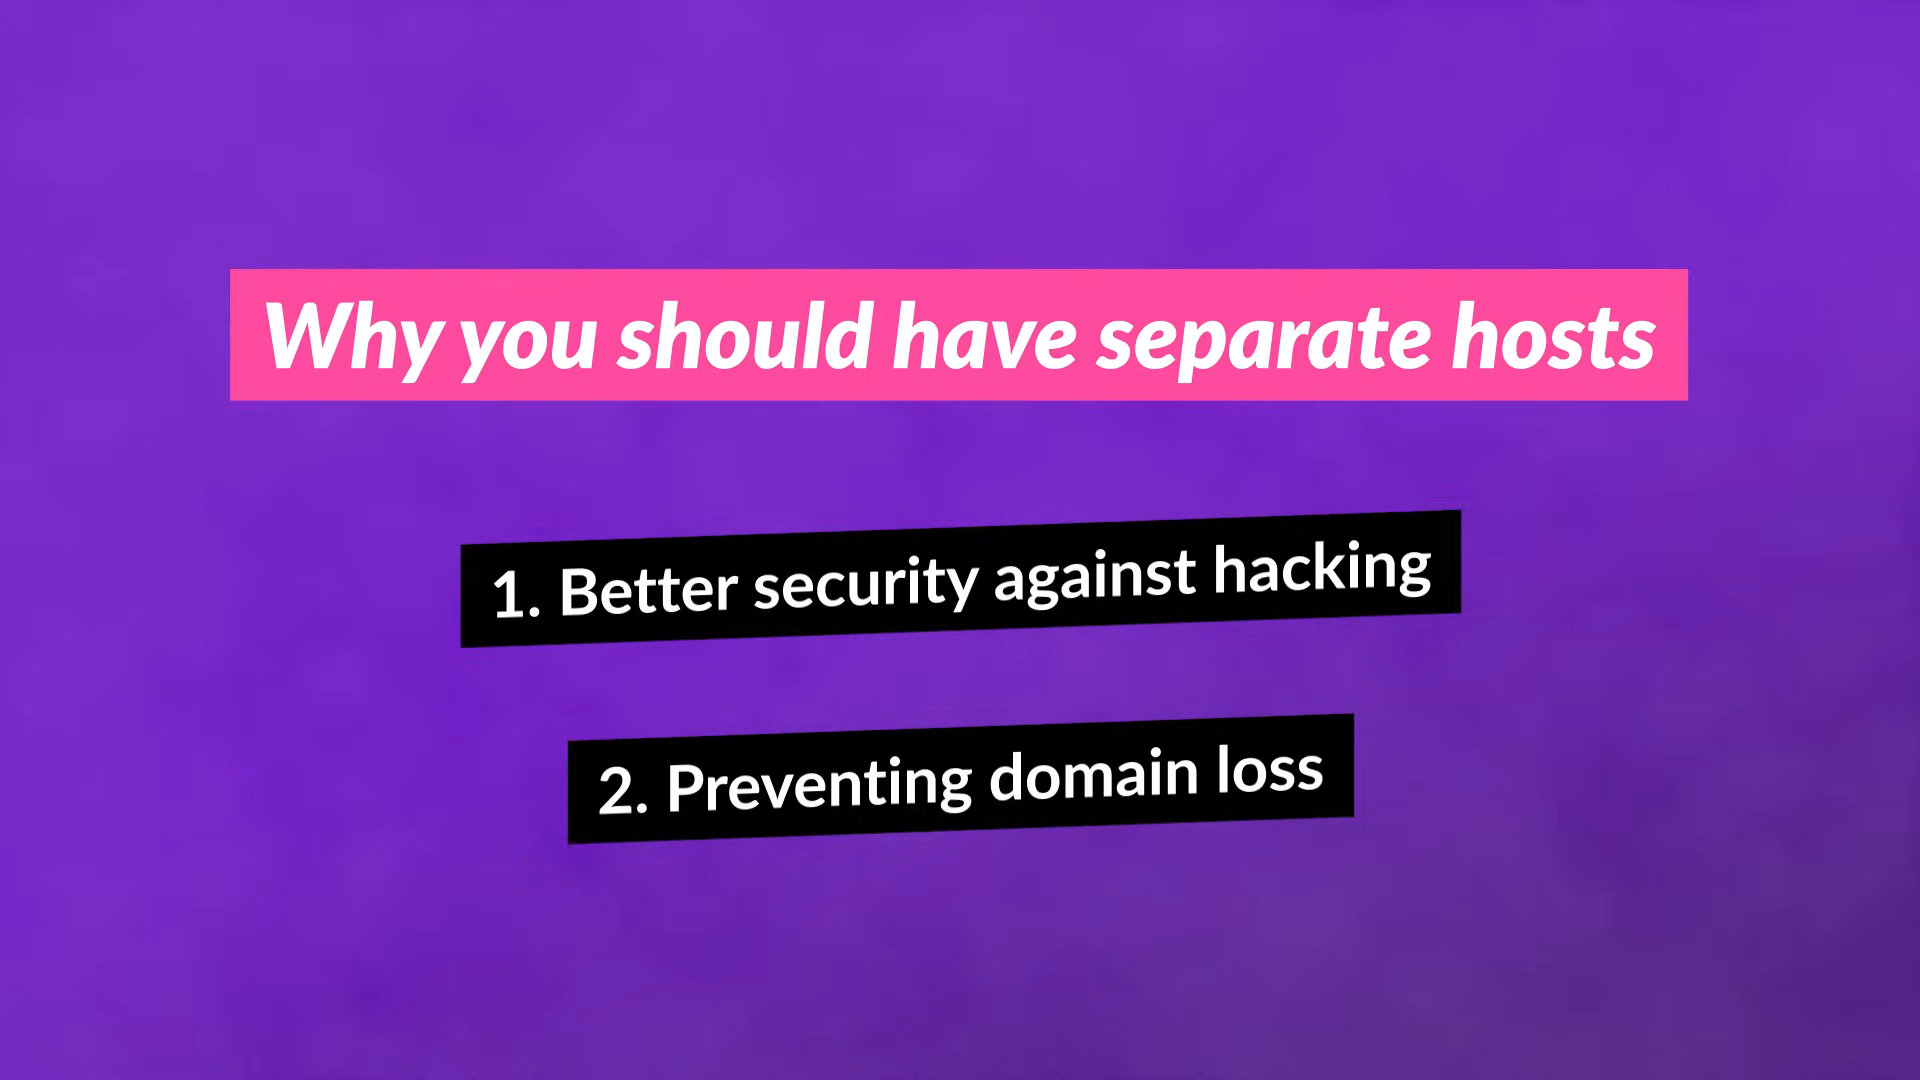 Why you should have separate hosts
1. Better security against hacking
2. Preventing domain loss